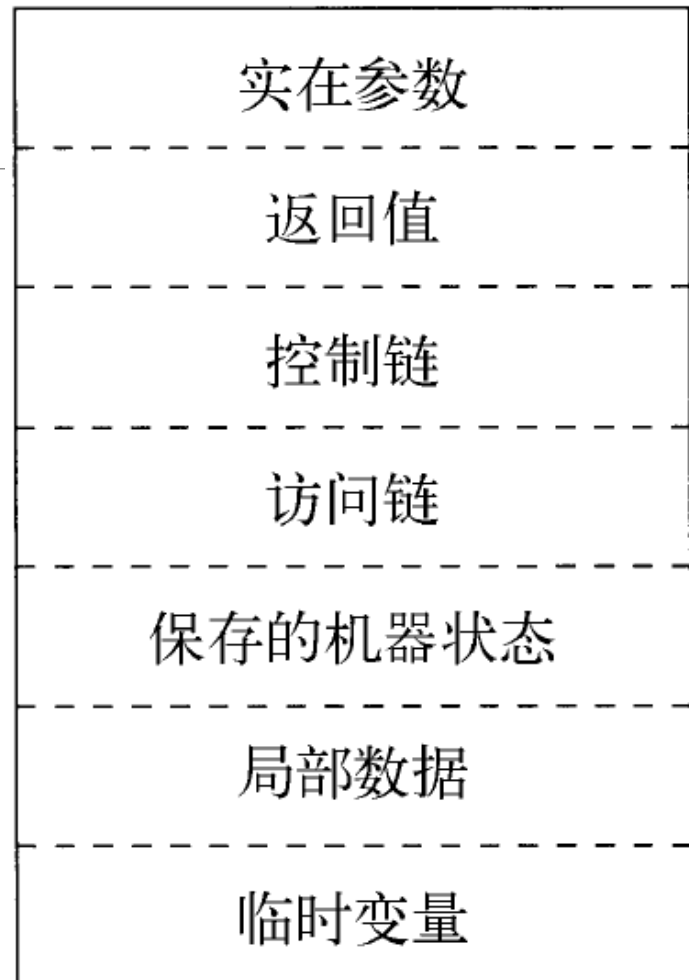 实在参数
返回值
控制链
访问链
保存的机器状态
局部数据
临时变量